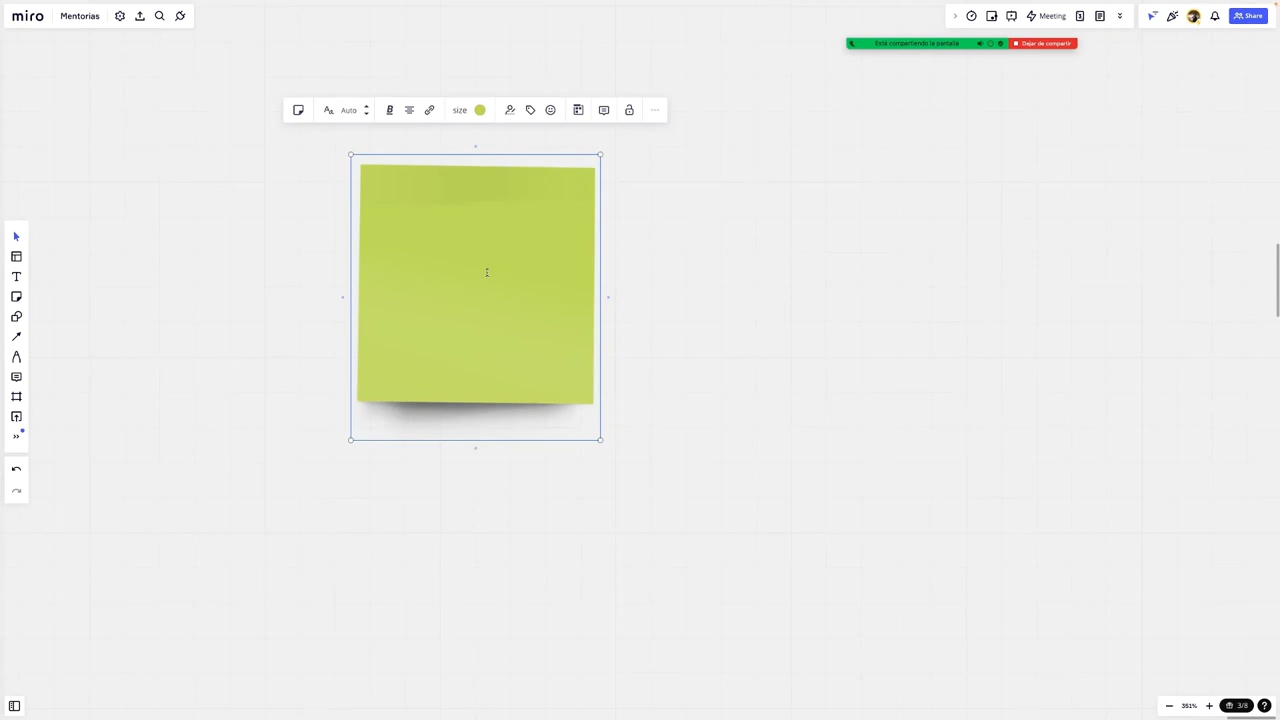 miro
Mentorias
Meeting
Share
Está compartiendo la pantalla
Dejar de compartir
Auto
size
351%
3/8